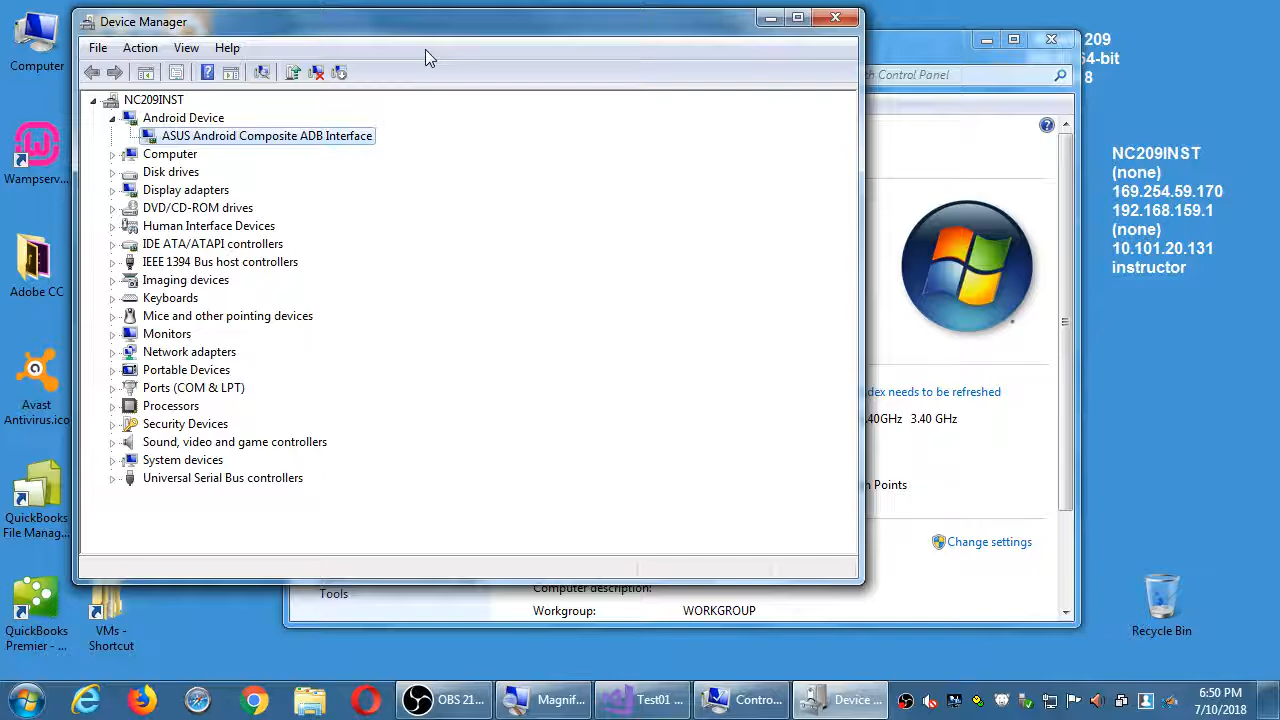 Computer
Wampserv...
Adobe CC
Avast
Antivirus.ico
QuickBooks
File Manag...
QuickBooks
Premier - ...
VMs -
Shortcut
Device Manager
File Action View Help
NC209INST
Android Device
ASUS Android Composite ADB Interface
Computer
Disk drives
Display adapters
DVD/CD-ROM drives
Human Interface Devices
IDE ATA/ATAPI controllers
IEEE 1394 Bus host controllers
Imaging devices
Keyboards
Mice and other pointing devices
Monitors
Network adapters
Portable Devices
Ports (COM & LPT)
Processors
Security Devices
Sound, video and game controllers
System devices
Universal Serial Bus controllers
ch Control Panel
dex needs to be refreshed
.40GHz 3.40 GHz
n Points
Change settings
Tools
Computer description:
Workgroup: WORKGROUP
209
4-bit
8
NC209INST
(none)
169.254.59.170
192.168.159.1
(none)
10.101.20.131
instructor
Recycle Bin
OBS 21....
Magnif...
Test01 ...
Contro...
Device ...
6:50 PM
7/10/2018